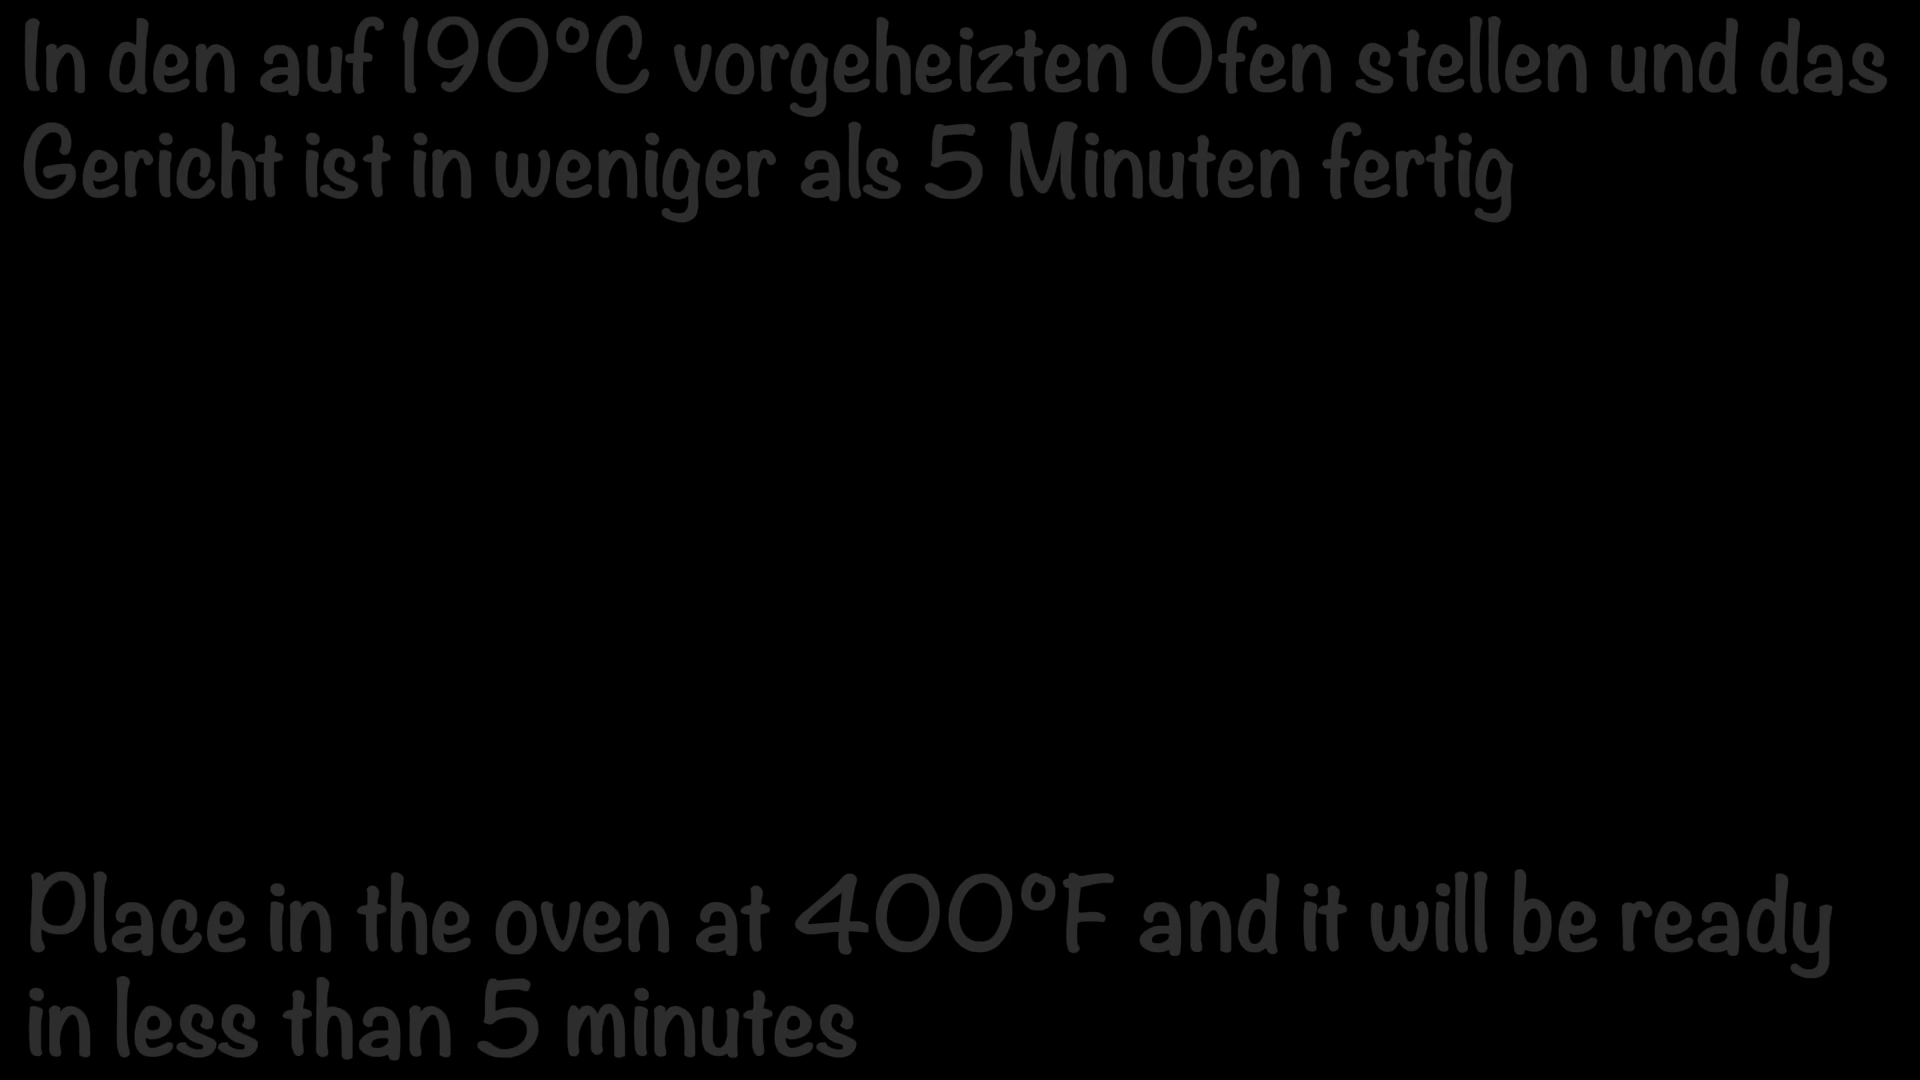 In den auf 190°C vorgeheizten Ofen stellen und das
Gericht ist in weniger als 5 Minuten fertig
Place in the oven at 400°F and it will be ready
in less than 5 minutes